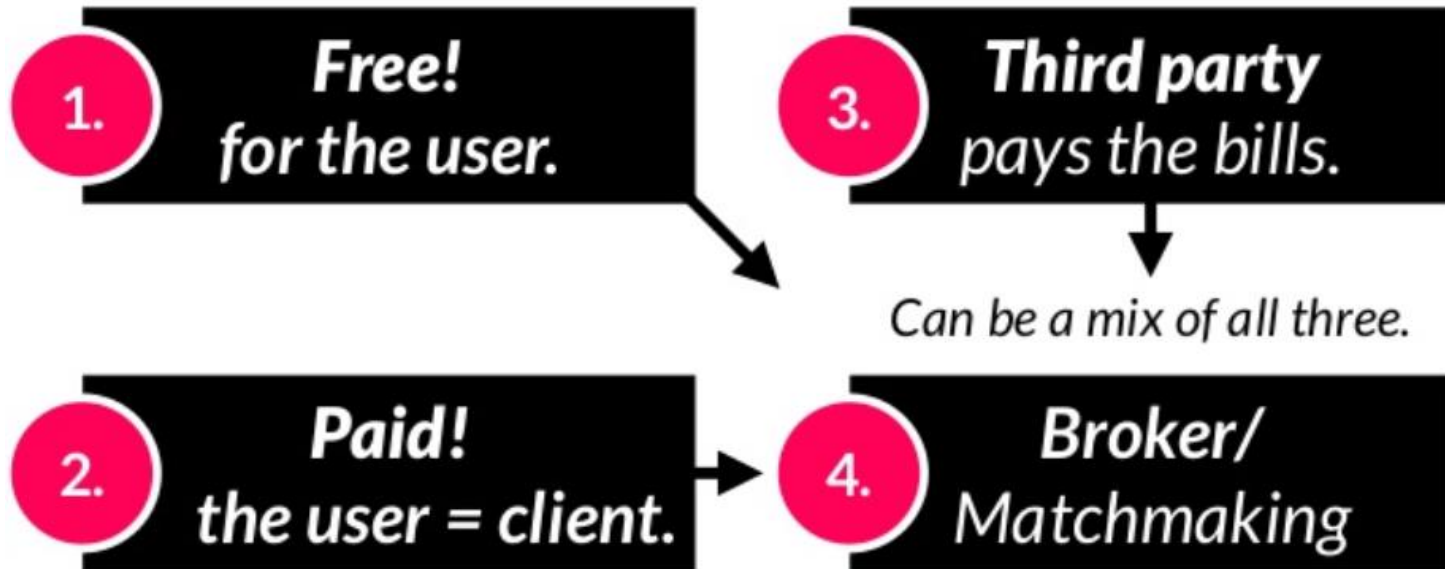 1.
Free!
for the user.
2.
Paid!
the user = client.
3.
Third party
pays the bills.
Can be a mix of all three.
4.
Broker/
Matchmaking